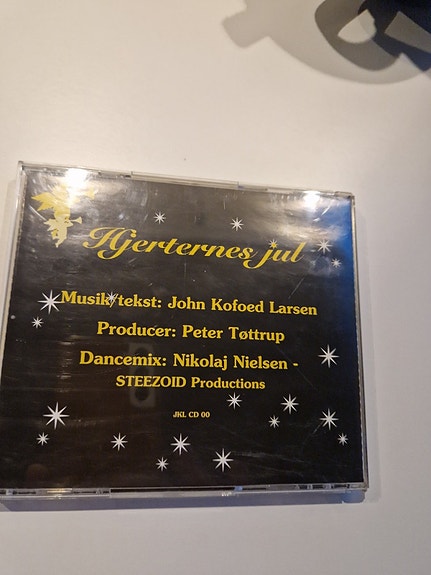 Hjerternes jul
Musik/tekst: John Kofoed Larsen
Producer: Peter Tøttrup
Dancemix: Nikolaj Nielsen -
STEEZOID Productions
JKL CD 00